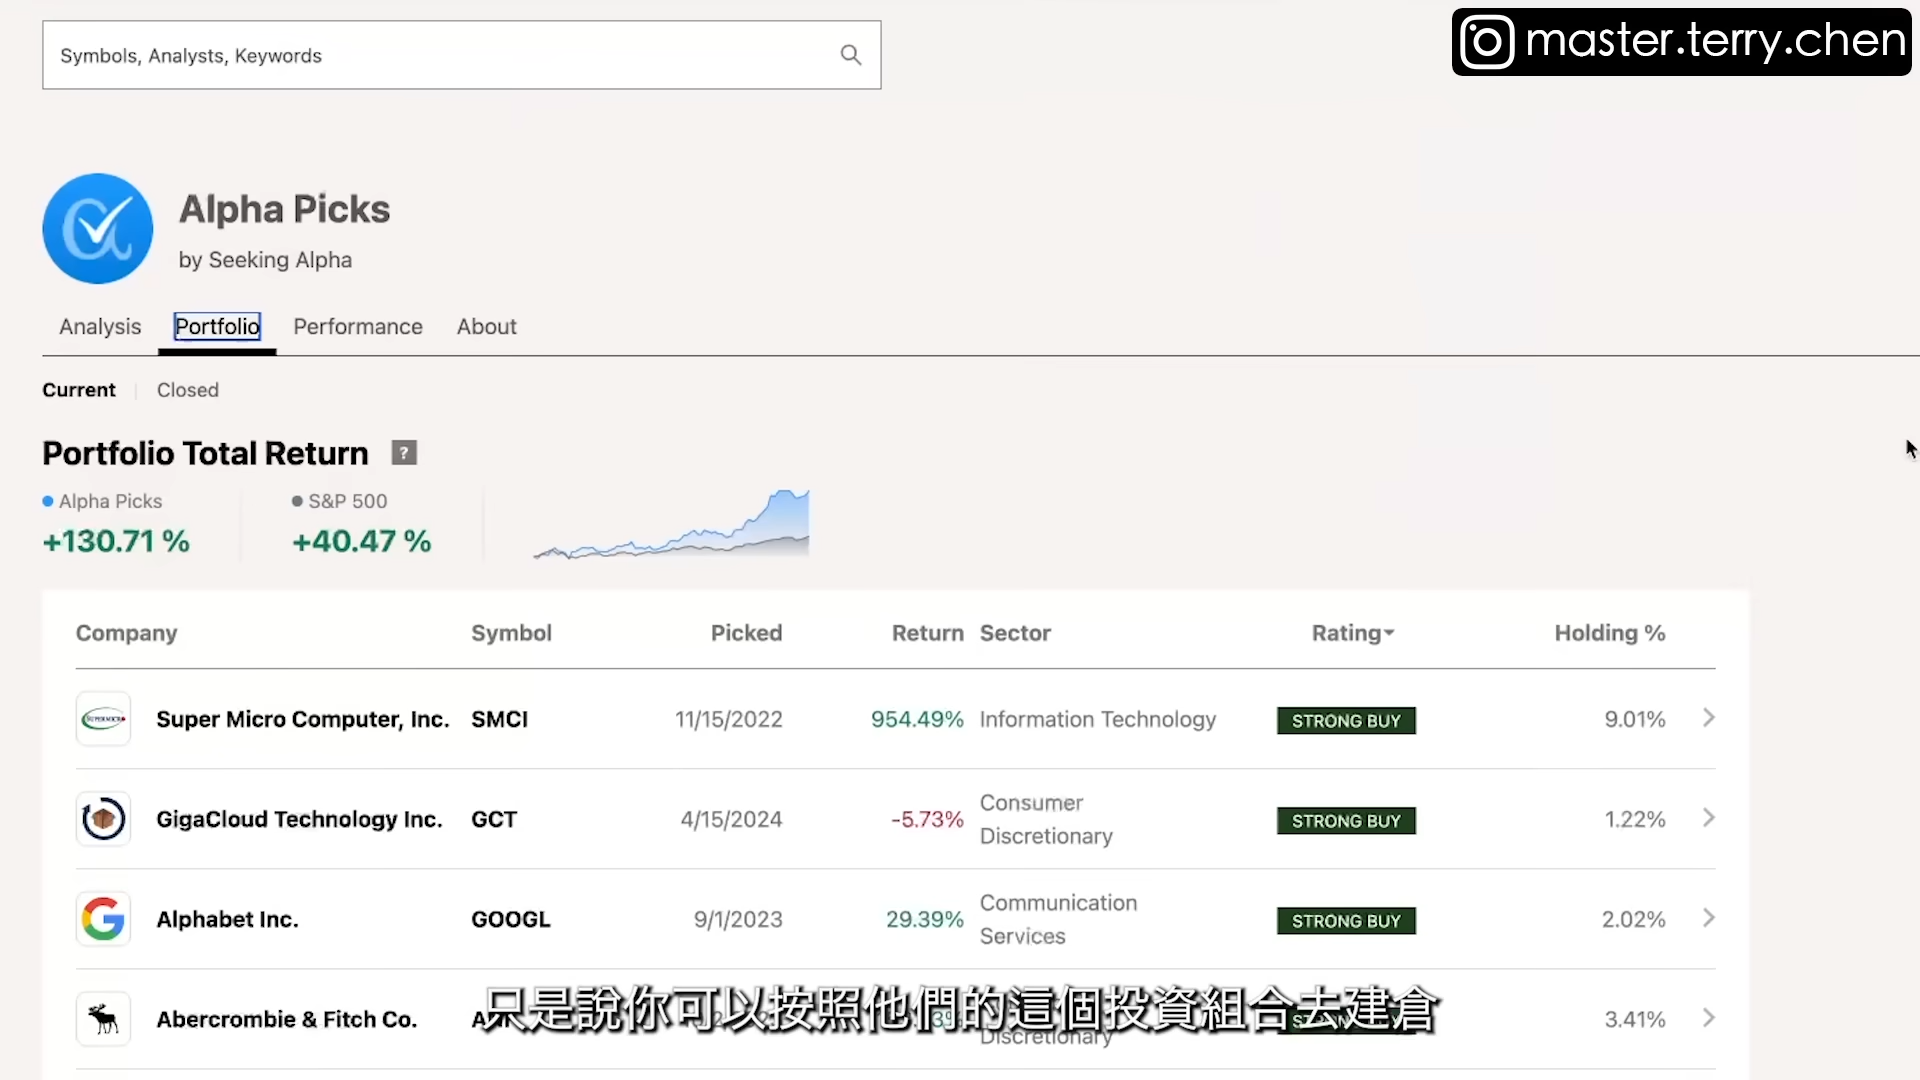 master.terry.chen
Symbols, Analysts, Keywords
Alpha Picks
by Seeking Alpha
Analysis Portfolio Performance About
Current Closed
Portfolio Total Return ?
Alpha Picks S&P 500
+130.71 % +40.47 %
Company Symbol Picked Return Sector Rating Holding %
Super Micro Computer, Inc. SMCI 11/15/2022 954.49% Information Technology STRONG BUY 9.01%
GigaCloud Technology Inc. GCT 4/15/2024 -5.73% Consumer
Discretionary STRONG BUY 1.22%
Alphabet Inc. GOOGL 9/1/2023 29.39% Communication
Services STRONG BUY 2.02%
Abercrombie & Fitch Co. 3.41%
Discretionary
只是說你可以按照他們的這個投資組合去建倉